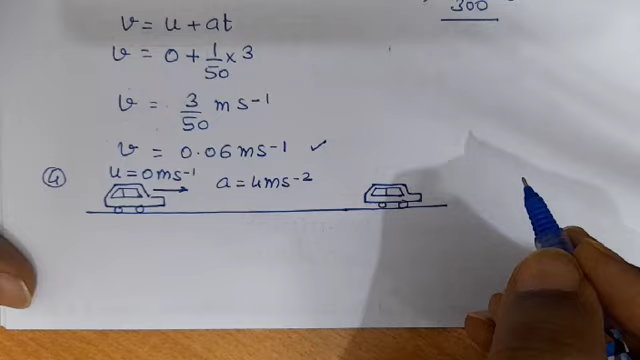 300
v = u + at
v = 0 + 1/50 x 3
v = 3/50 m s⁻¹
v = 0.06 ms⁻¹ ✓
④ u = 0 ms⁻¹ a = 4 ms⁻²